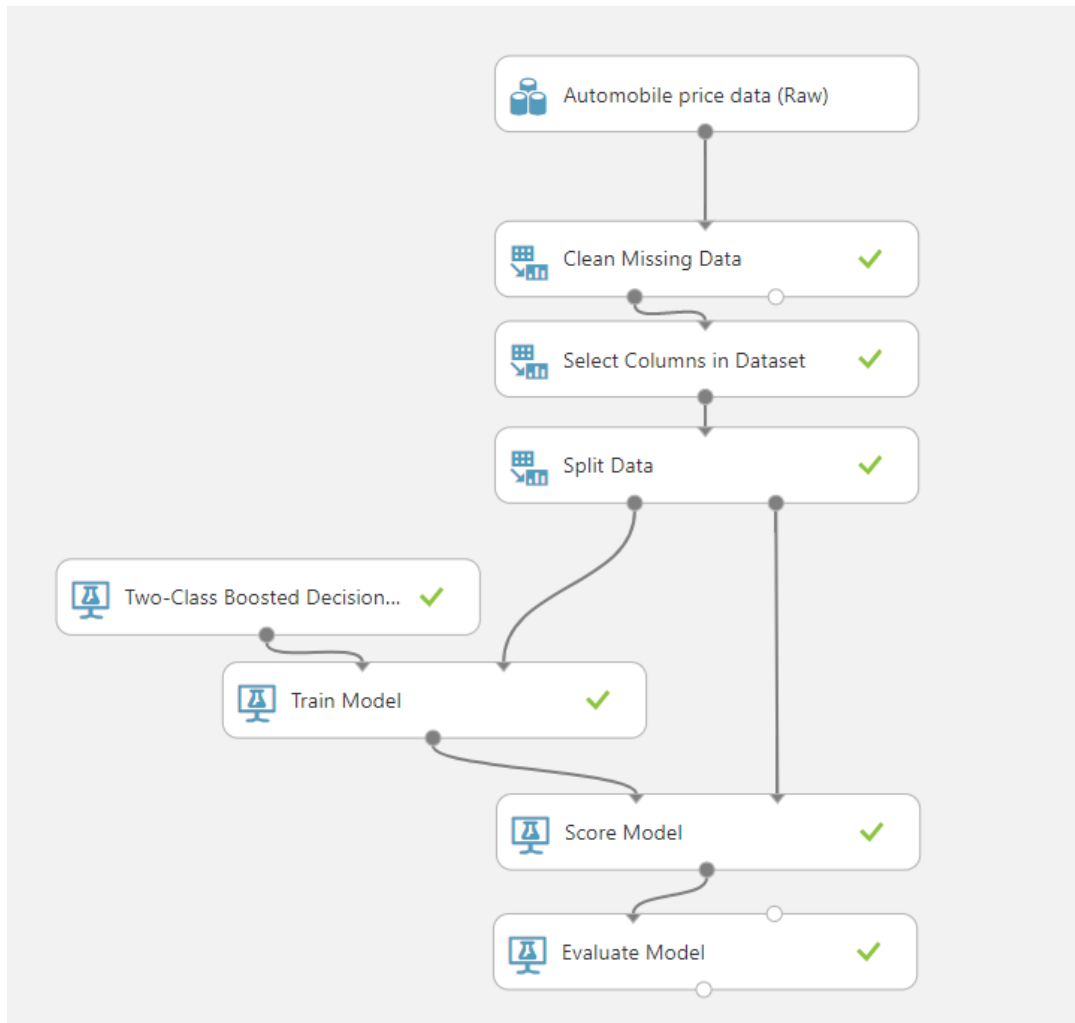 Automobile price data (Raw)
Clean Missing Data
Select Columns in Dataset
Split Data
Two-Class Boosted Decision...
Train Model
Score Model
Evaluate Model